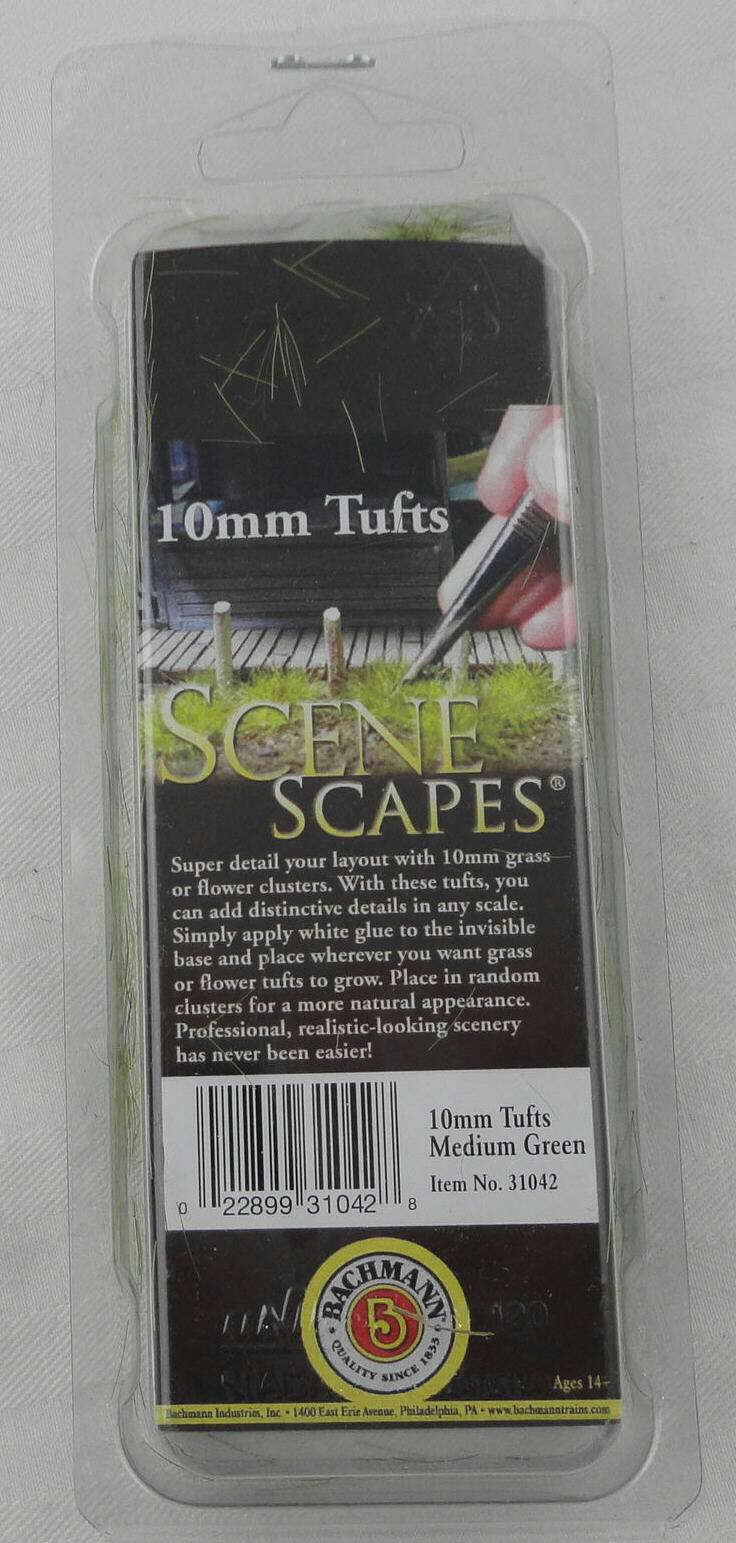 10mm Tufts
SCENE
SCAPES®
Super detail your layout with 10mm grass
or flower clusters. With these tufts, you
can add distinctive details in any scale.
Simply apply white glue to the invisible
base and place wherever you want grass
or flower tufts to grow. Place in random
clusters for a more natural appearance.
Professional, realistic-looking scenery
has never been easier!
10mm Tufts
Medium Green
Item No. 31042
0 22899 31042 8
BACHMANN
QUALITY SINCE 1833
Ages 14+
Bachmann Industries, Inc. • 1400 East Erie Avenue, Philadelphia, PA • www.bachmanntrains.com